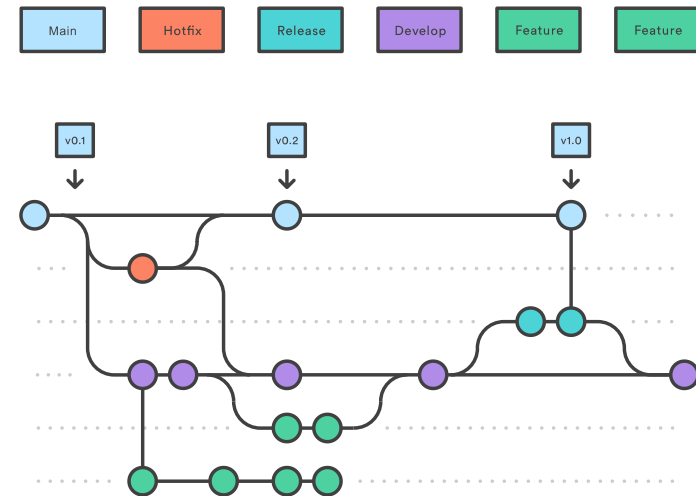 Main
Hotfix
Release
Develop
Feature
Feature
v0.1
v0.2
v1.0